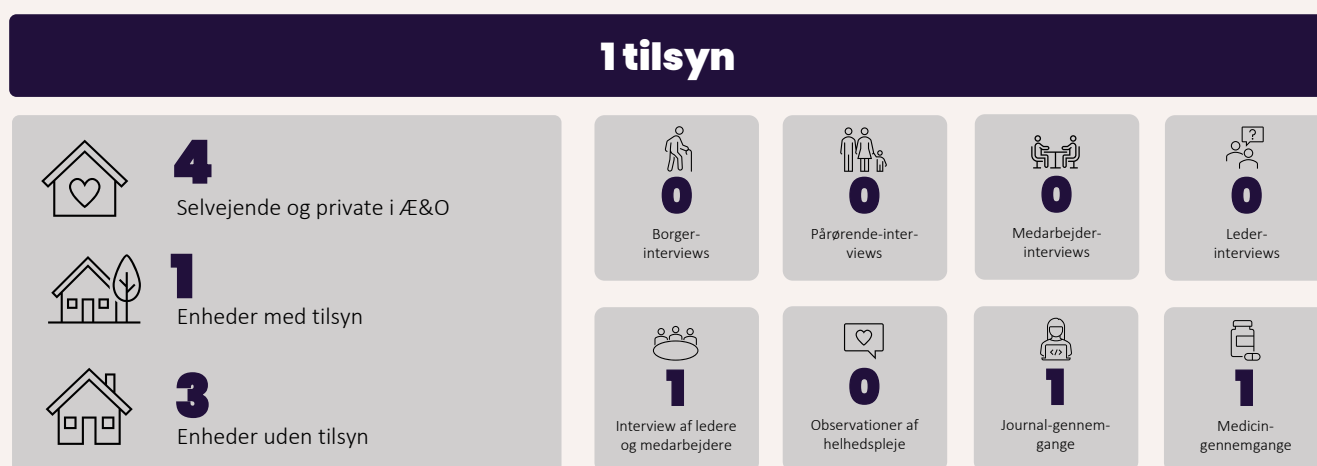 1 tilsyn
4
Selvejende og private i Æ&O
1
Enheder med tilsyn
3
Enheder uden tilsyn
0
Borger-
interviews
0
Pårørende-inter-
views
0
Medarbejder-
interviews
?
0
Leder-
interviews
1
Interview af ledere
og medarbejdere
0
Observationer af
helhedspleje
</>
1
Journal-gennem-
gange
1
Medicin-
gennemgange